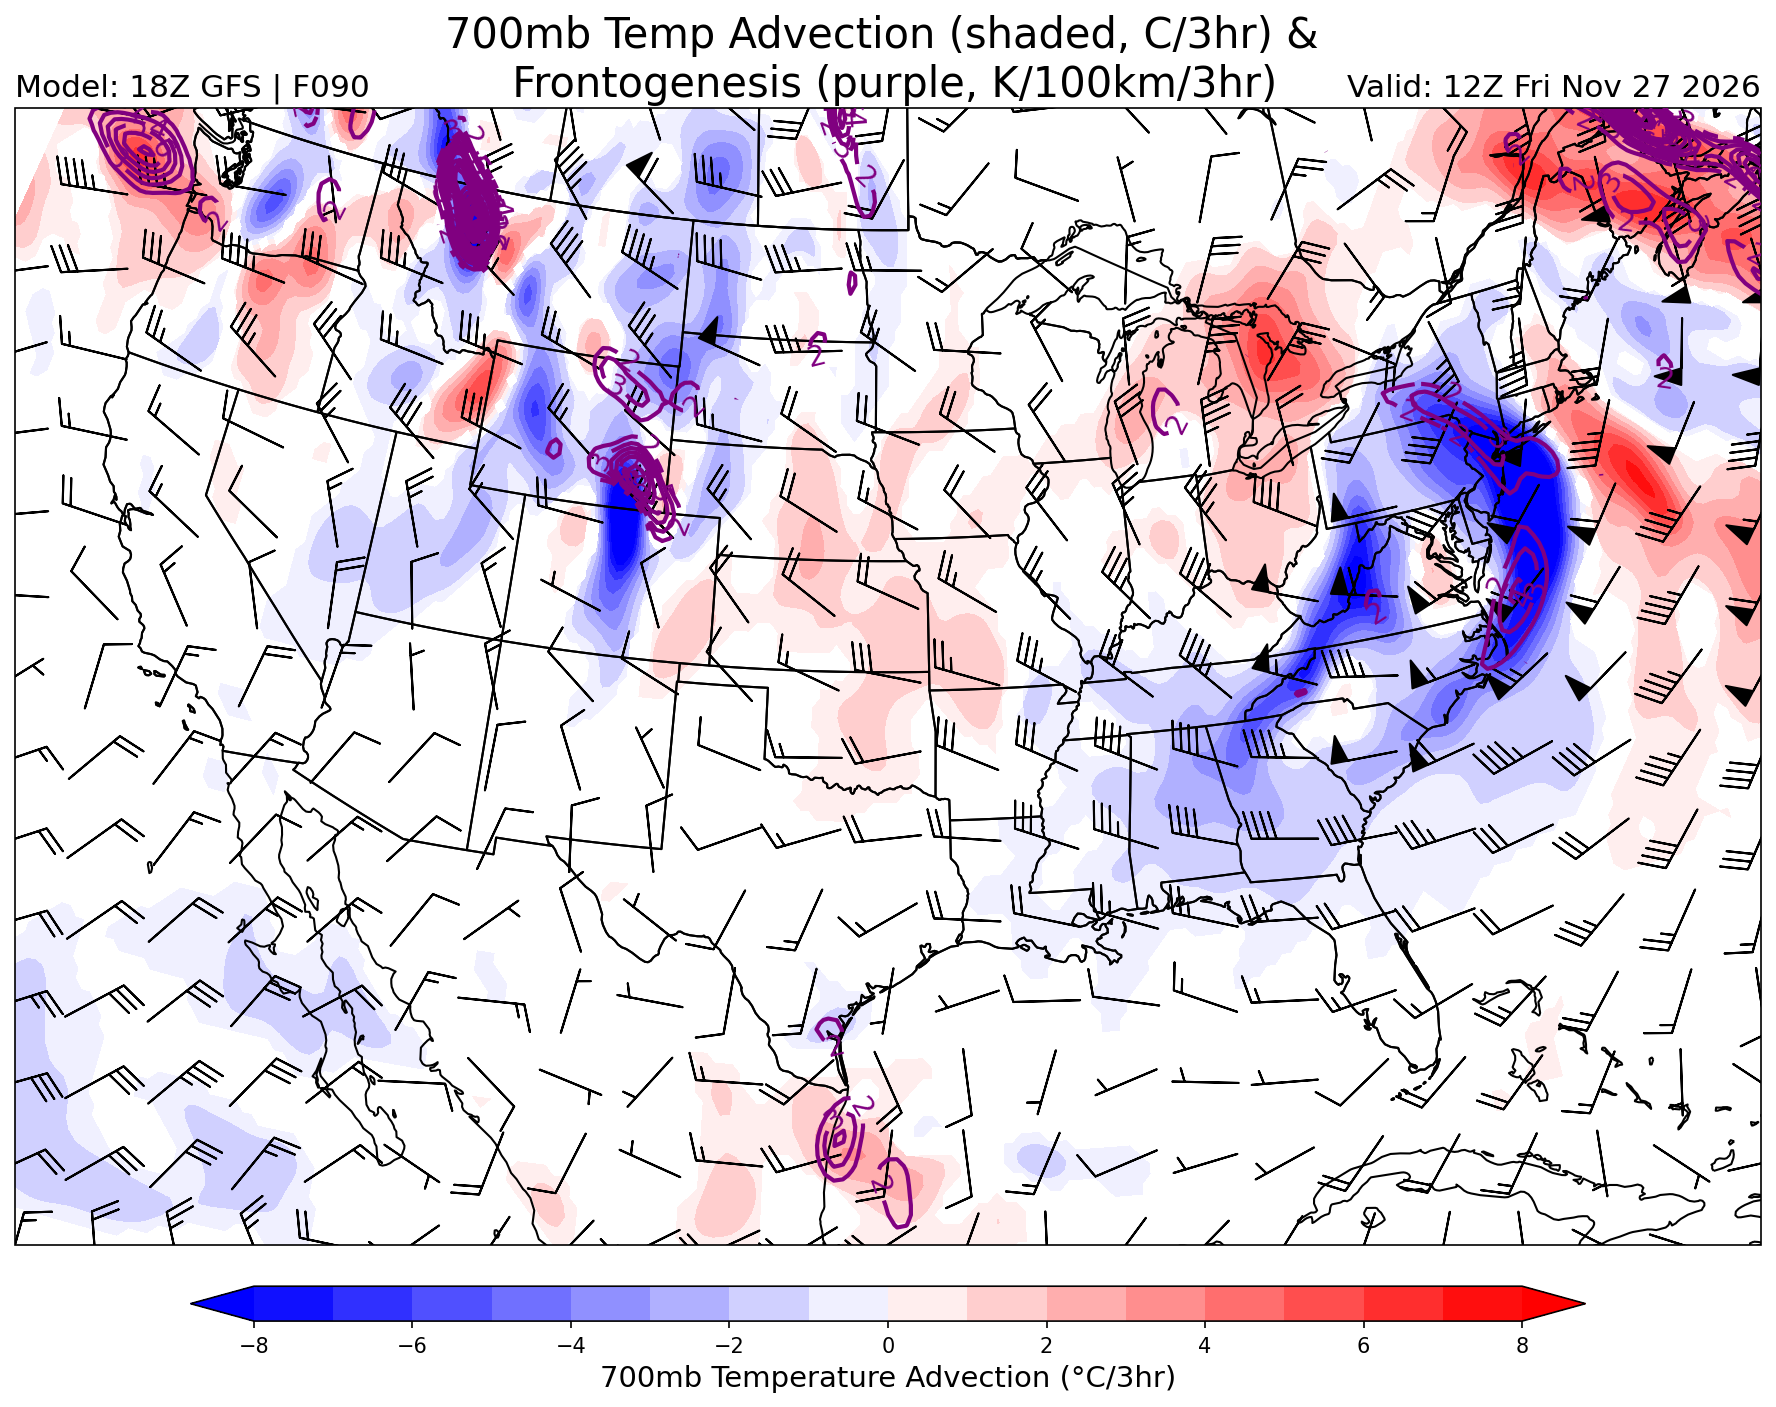 700mb Temp Advection (shaded, C/3hr) &
Model: 18Z GFS | F090
Frontogenesis (purple, K/100km/3hr)
Valid: 12Z Fri Nov 27 2026
−8 −6 −4 −2 0 2 4 6 8
700mb Temperature Advection (°C/3hr)